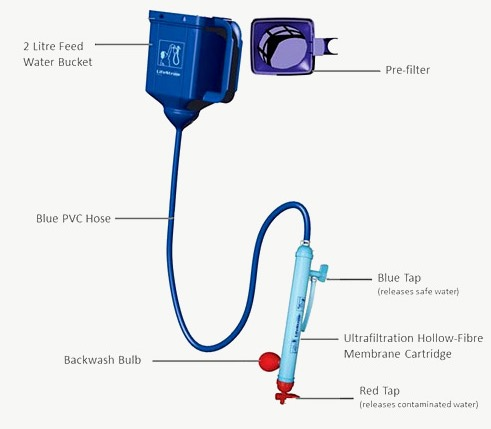 2 Litre Feed
Water Bucket
LifeStraw
Pre-filter
Blue PVC Hose
Blue Tap
(releases safe water)
Ultrafiltration Hollow-Fibre
Membrane Cartridge
Backwash Bulb
Red Tap
(releases contaminated water)